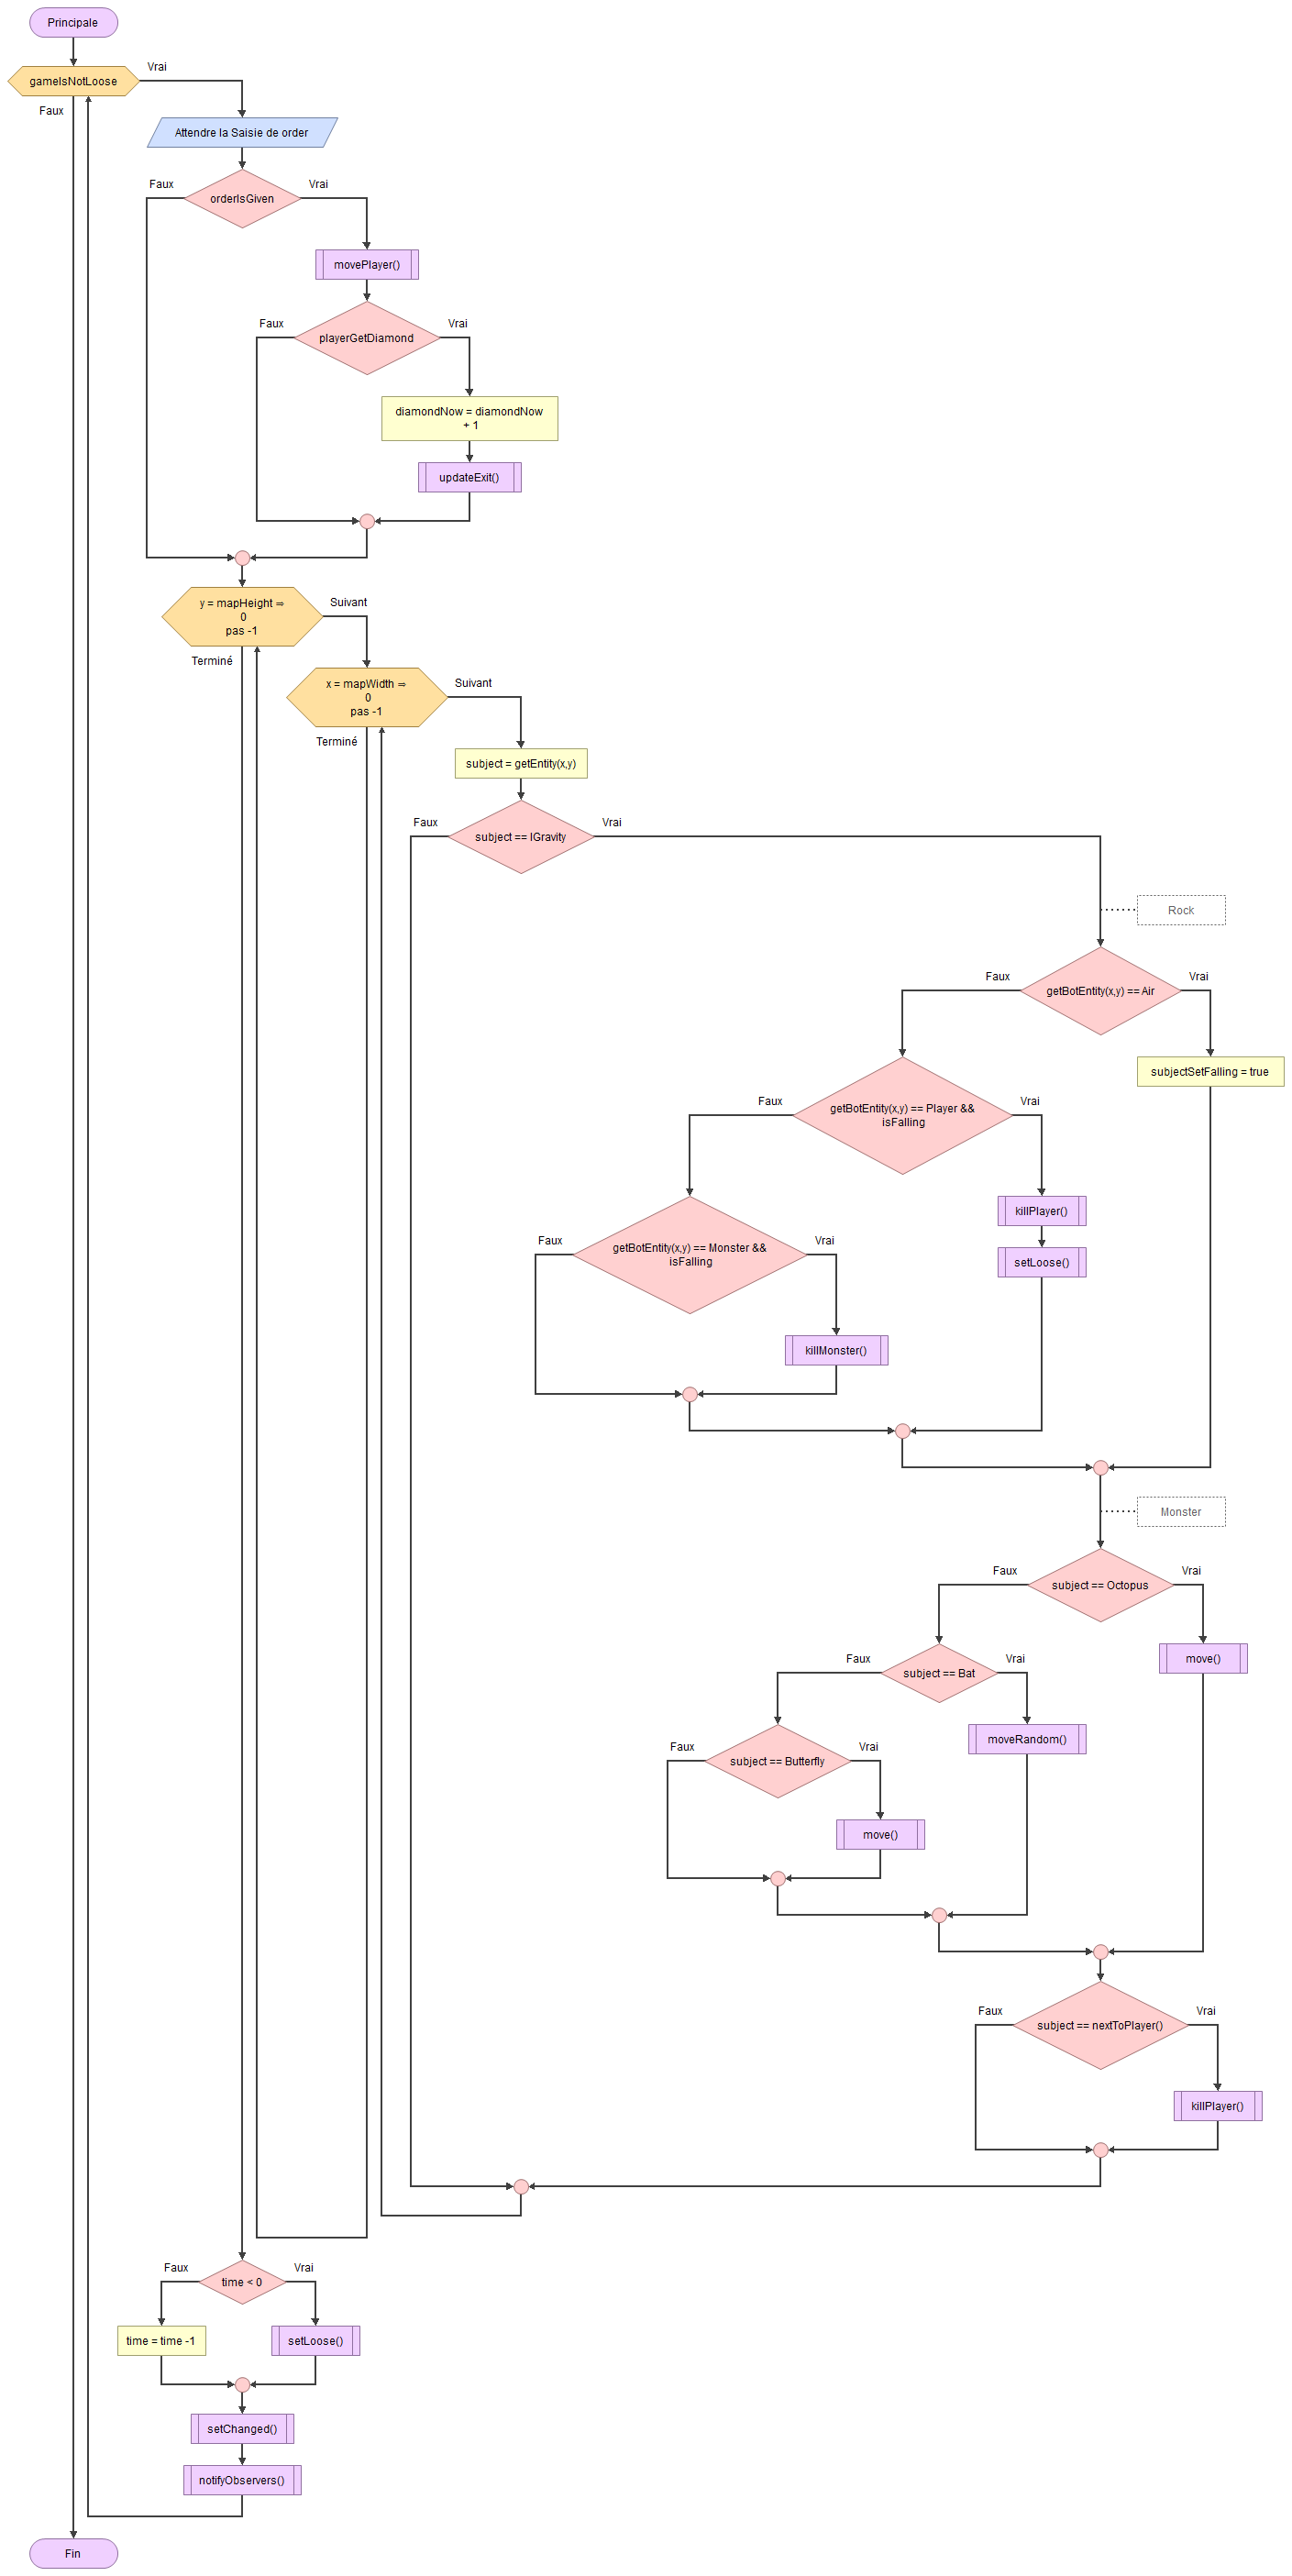 Principale
gameIsNotLoose
Vrai
Faux
Attendre la Saisie de order
Faux
Vrai
orderIsGiven
movePlayer()
Faux
Vrai
playerGetDiamond
diamondNow = diamondNow
+ 1
updateExit()
y = mapHeight ⇒
0
pas -1
Suivant
Terminé
x = mapWidth ⇒
0
pas -1
Suivant
Terminé
subject = getEntity(x,y)
Faux
Vrai
subject == IGravity
Rock
Faux
Vrai
getBotEntity(x,y) == Air
subjectSetFalling = true
Faux
Vrai
getBotEntity(x,y) == Player &&
isFalling
killPlayer()
setLoose()
Faux
Vrai
getBotEntity(x,y) == Monster &&
isFalling
killMonster()
Monster
Faux
Vrai
subject == Octopus
move()
Faux
Vrai
subject == Bat
moveRandom()
Faux
Vrai
subject == Butterfly
move()
Faux
Vrai
subject == nextToPlayer()
killPlayer()
Faux
Vrai
time < 0
time = time -1
setLoose()
setChanged()
notifyObservers()
Fin